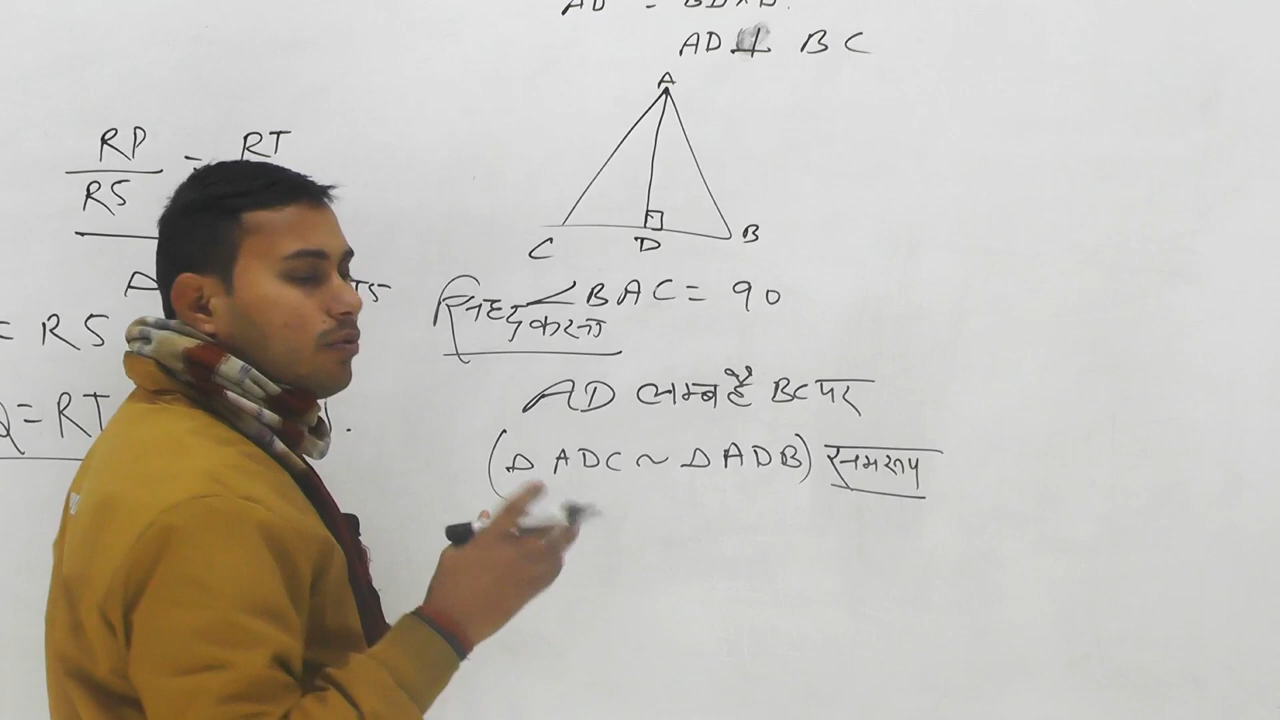 AD ⊥ BC
RP = RT
RS
A
C D B
सिद्ध करना ∠BAC = 90
= RS
AD लम्ब है BC पर
= RT
(Δ ADC ~ Δ ADB) समरूप